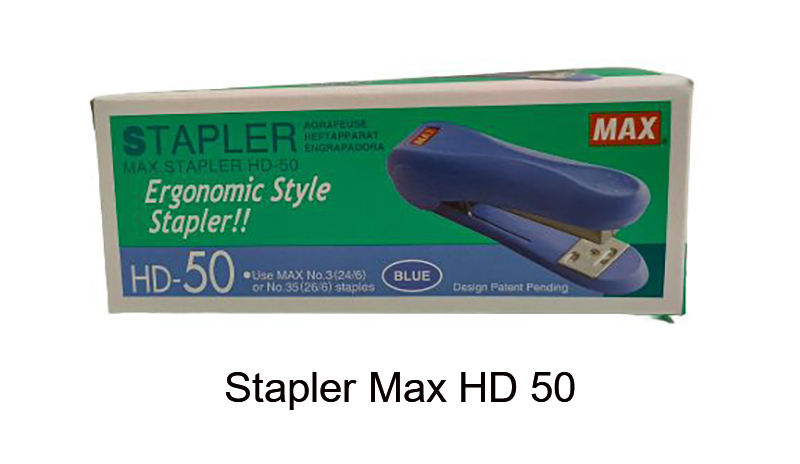 STAPLER
AGRAFEUSE
HEFTAPPARAT
ENGRAPADORA
MAX STAPLER HD-50
Ergonomic Style
Stapler!!
MAX
MAX
HD-50
•Use MAX No.3(24/6)
or No.35(26/6) staples
BLUE
Design Patent Pending
Stapler Max HD 50